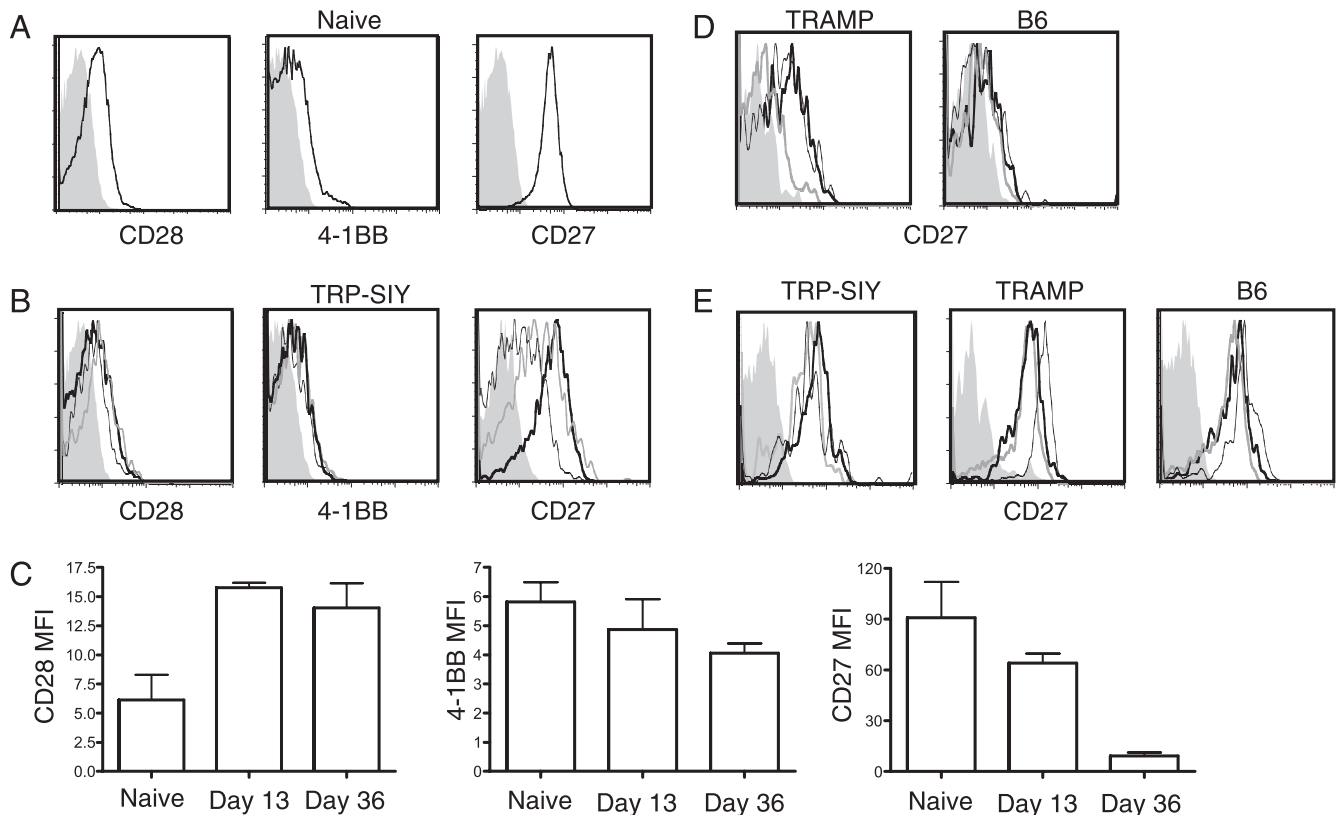 A
Naive
CD28
4-1BB
CD27
D
TRAMP
B6
CD27
B
TRP-SIY
CD28
4-1BB
CD27
E
TRP-SIY
TRAMP
B6
CD27
C
CD28 MFI
17.5
15.0
12.5
10.0
7.5
5.0
2.5
0.0
Naive
Day 13
Day 36
4-1BB MFI
7
6
5
4
3
2
1
0
Naive
Day 13
Day 36
CD27 MFI
120
90
60
30
0
Naive
Day 13
Day 36